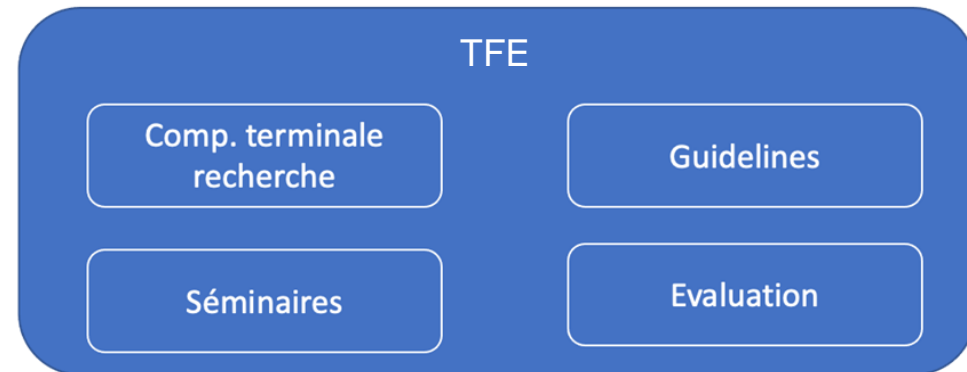 TFE
Comp. terminale
recherche
Guidelines
Séminaires
Evaluation